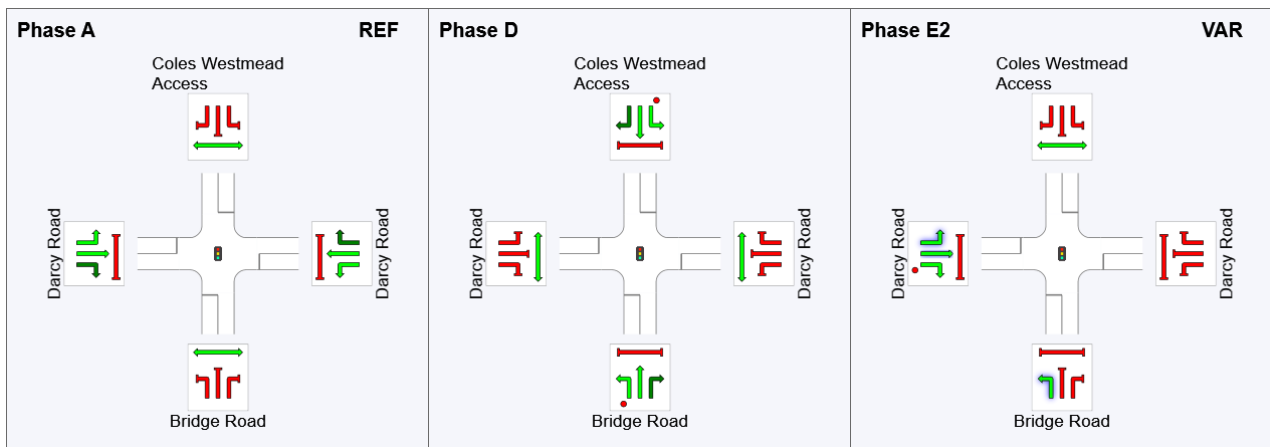 Phase A
REF
Coles Westmead
Access
Darcy Road
Darcy Road
Bridge Road
Phase D
Coles Westmead
Access
Darcy Road
Darcy Road
Bridge Road
Phase E2
VAR
Coles Westmead
Access
Darcy Road
Darcy Road
Bridge Road